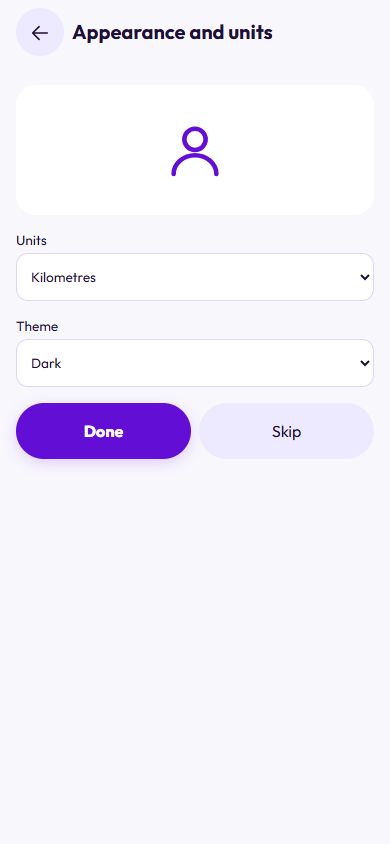 Appearance and units
Units
Kilometres
Theme
Dark
Done
Skip